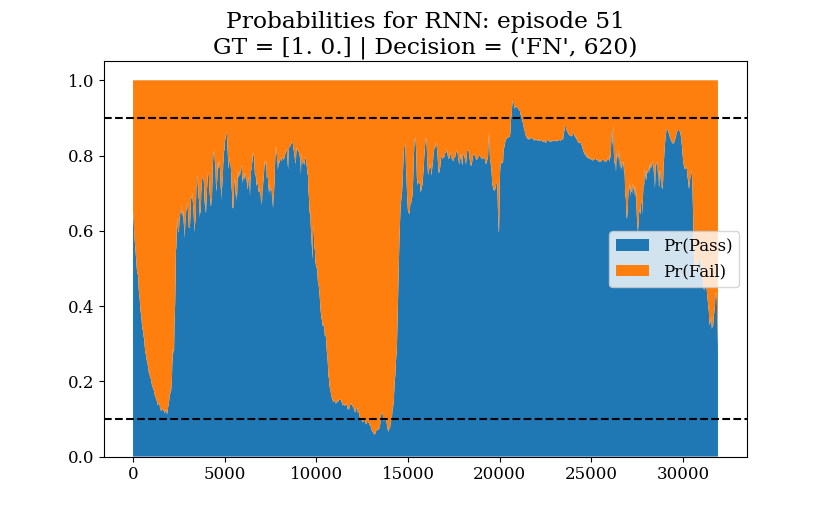 Probabilities for RNN: episode 51
GT = [1. 0.] | Decision = ('FN', 620)
1.0
0.8
0.6
0.4
0.2
0.0
Pr(Pass)
Pr(Fail)
0 5000 10000 15000 20000 25000 30000